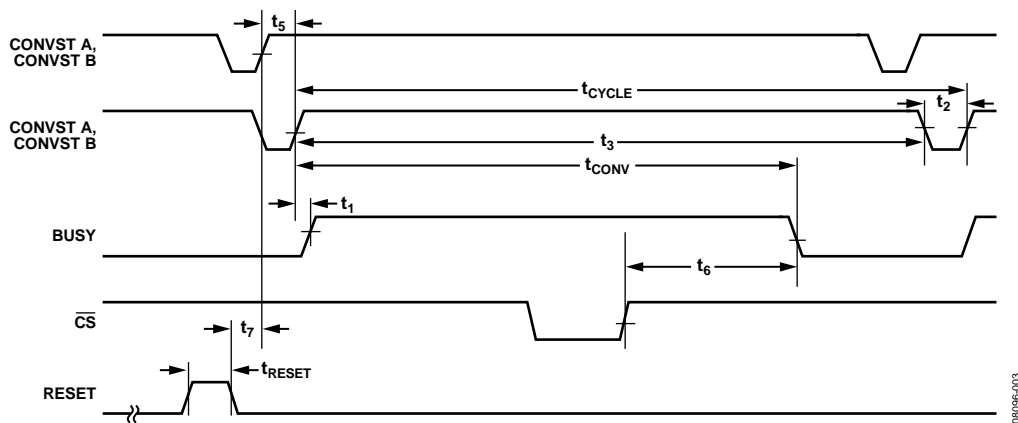 t5
CONVST A,
CONVST B
tCYCLE
t2
CONVST A,
CONVST B
t3
tCONV
t1
BUSY
t6
CS
t7
tRESET
RESET
08096-003